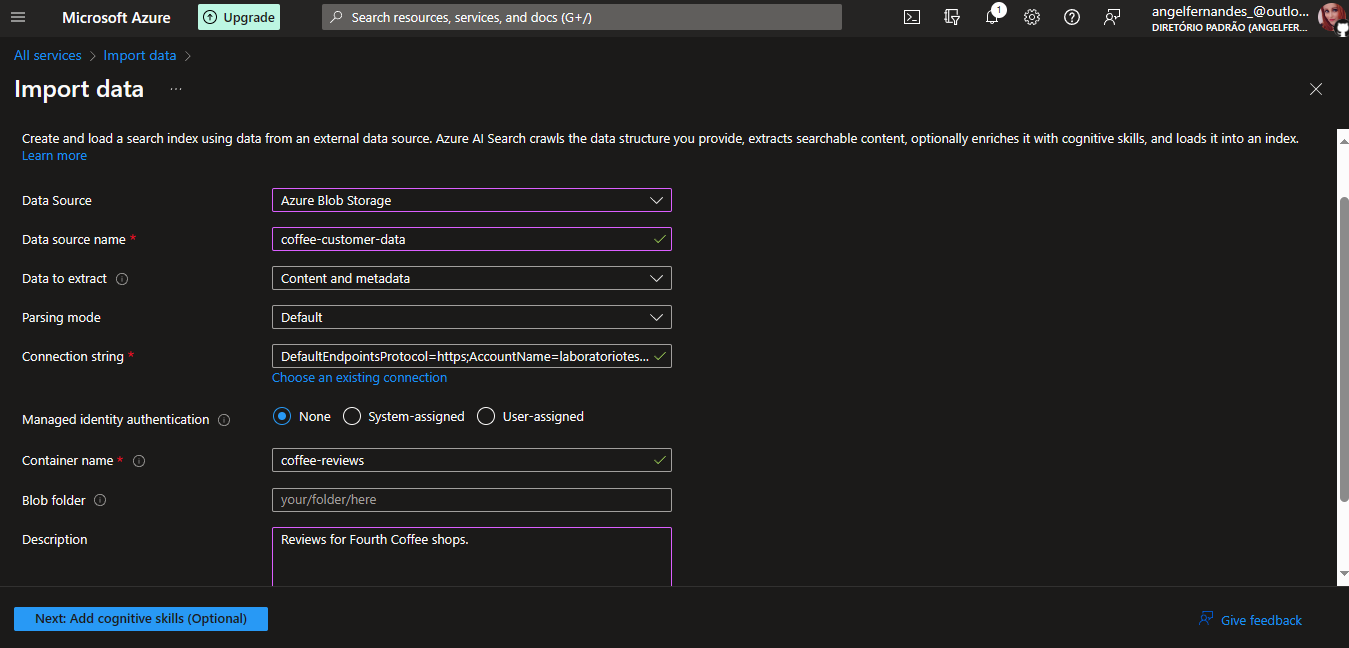 Microsoft Azure
Upgrade
Search resources, services, and docs (G+/)
1
angelfernandes_@outlo...
DIRETÓRIO PADRÃO (ANGELFER...
All services > Import data >
Import data ...
Create and load a search index using data from an external data source. Azure AI Search crawls the data structure you provide, extracts searchable content, optionally enriches it with cognitive skills, and loads it into an index.
Learn more
Data Source
Azure Blob Storage
Data source name *
coffee-customer-data
Data to extract
Content and metadata
Parsing mode
Default
Connection string *
DefaultEndpointsProtocol=https;AccountName=laboratoriotes...
Choose an existing connection
Managed identity authentication
None
System-assigned
User-assigned
Container name *
coffee-reviews
Blob folder
your/folder/here
Description
Reviews for Fourth Coffee shops.
Next: Add cognitive skills (Optional)
Give feedback